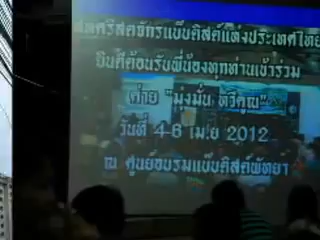 สหคริสตจักรแบ๊บติสต์แห่งประเทศไทย
ยินดีต้อนรับพี่น้องทุกท่านเข้าร่วม
ค่าย "มุ่งมั่น ทวีคูณ"
วันที่ 4-6 เม.ย 2012
ณ ศูนย์อบรมแบ๊บติสต์พัทยา